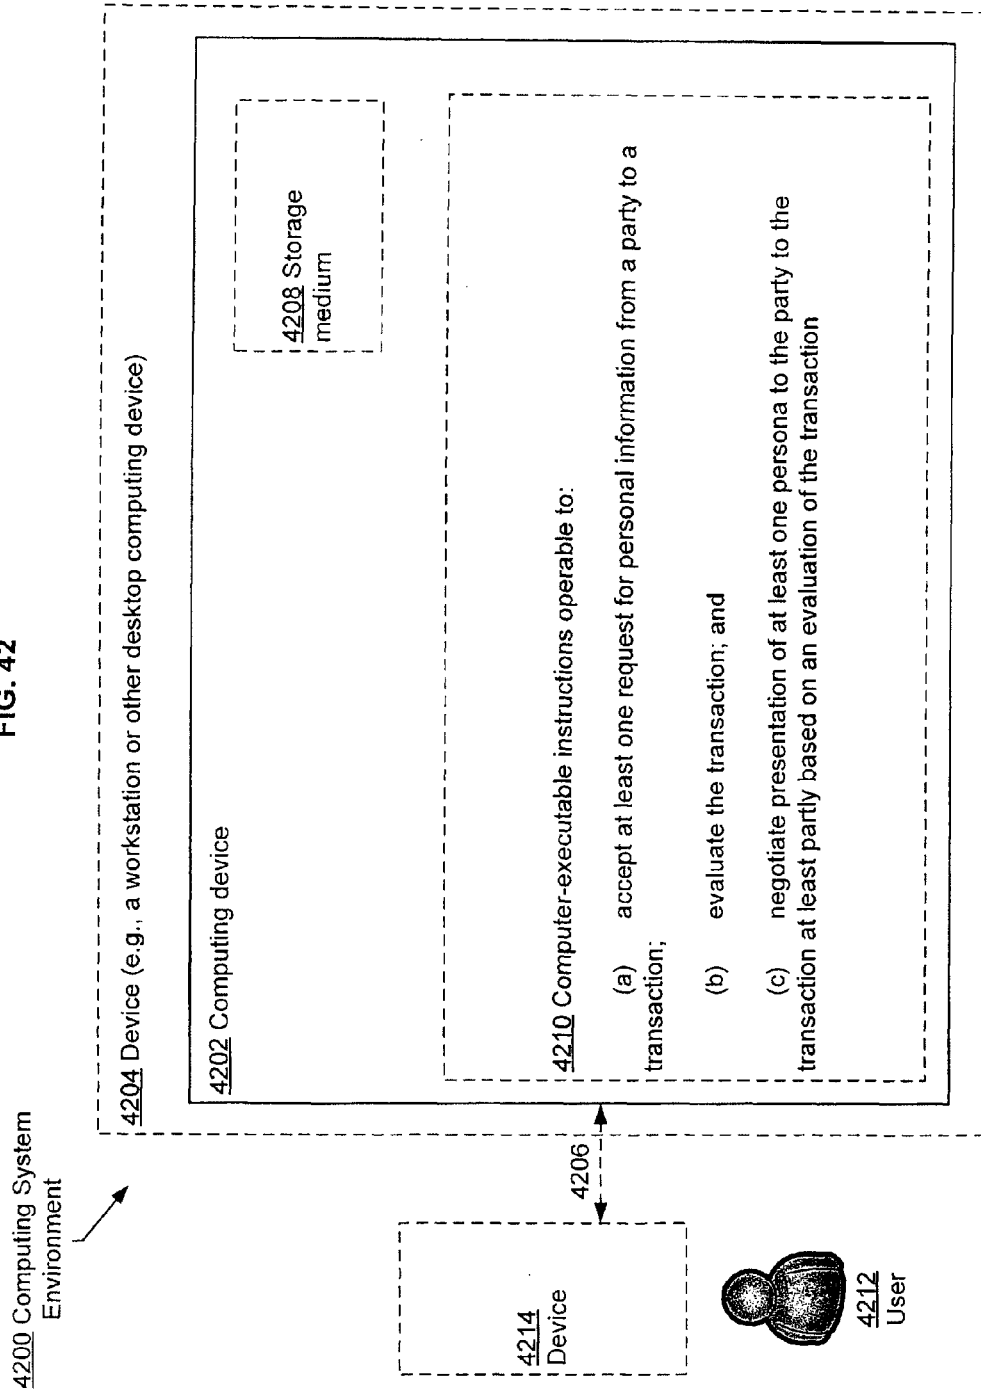 FIG. 42
4200 Computing System
Environment
4204 Device (e.g., a workstation or other desktop computing device)
4202 Computing device
4208 Storage
medium
4210 Computer-executable instructions operable to:
(a) accept at least one request for personal information from a party to a
transaction;
(b) evaluate the transaction; and
(c) negotiate presentation of at least one persona to the party to the
transaction at least partly based on an evaluation of the transaction
4206
4214
Device
4212
User